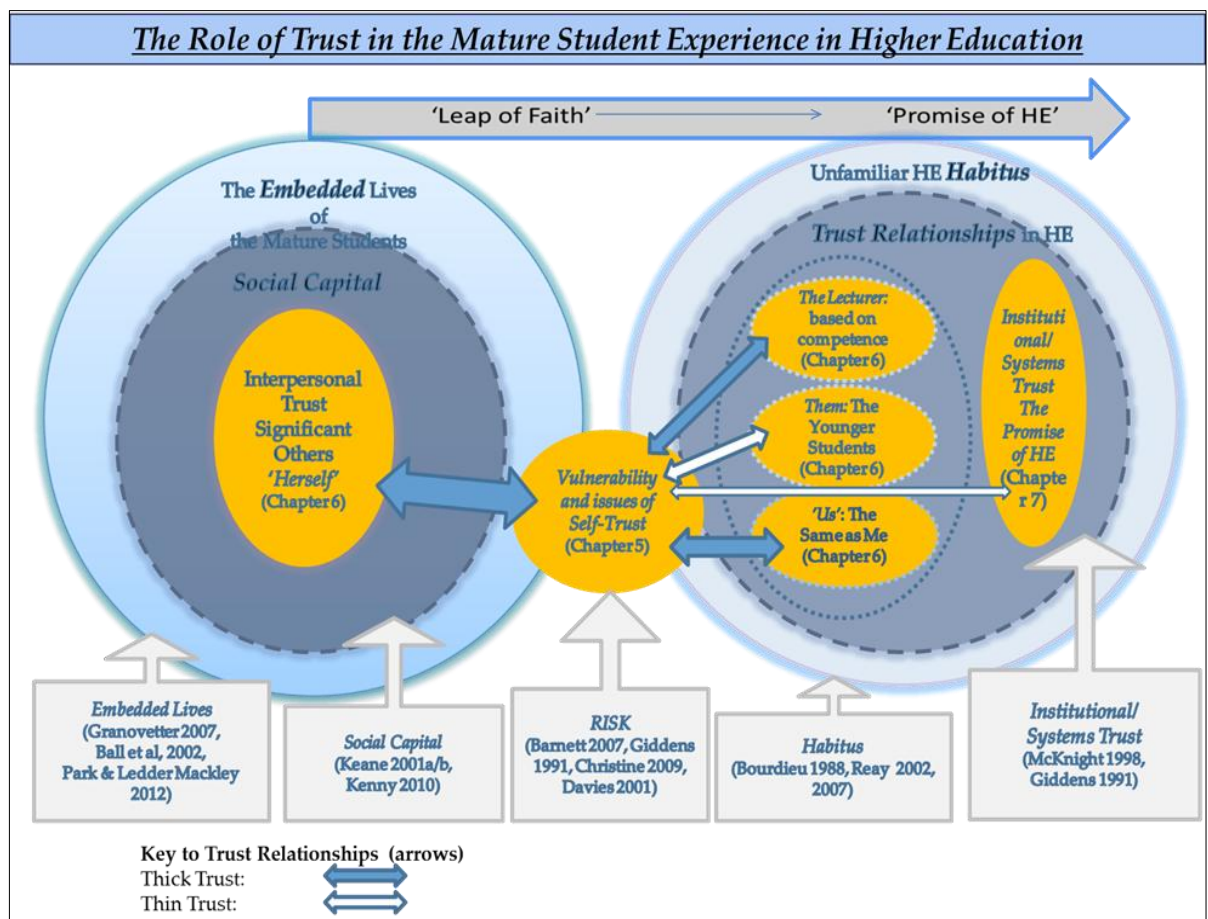 The Role of Trust in the Mature Student Experience in Higher Education
'Leap of Faith'
'Promise of HE'
The Embedded Lives
of
the Mature Students
Social Capital
Interpersonal
Trust
Significant
Others
'Herself'
(Chapter 6)
Vulnerability
and issues of
Self-Trust
(Chapter 5)
Unfamiliar HE Habitus
Trust Relationships in HE
The Lecturer:
based on
competence
(Chapter 6)
Them: The
Younger
Students
(Chapter 6)
'Us': The
Same as Me
(Chapter 6)
Instituti
onal/
Systems
Trust
The
Promise
of HE
(Chapte
r 7)
Embedded Lives
(Granovetter 2007,
Ball et al, 2002,
Park & Ledder Mackley
2012)
Social Capital
(Keane 2001a/b,
Kenny 2010)
RISK
(Barnett 2007, Giddens
1991, Christine 2009,
Davies 2001)
Habitus
(Bourdieu 1988, Reay 2002,
2007)
Institutional/
Systems Trust
(McKnight 1998,
Giddens 1991)
Key to Trust Relationships (arrows)
Thick Trust:
Thin Trust: